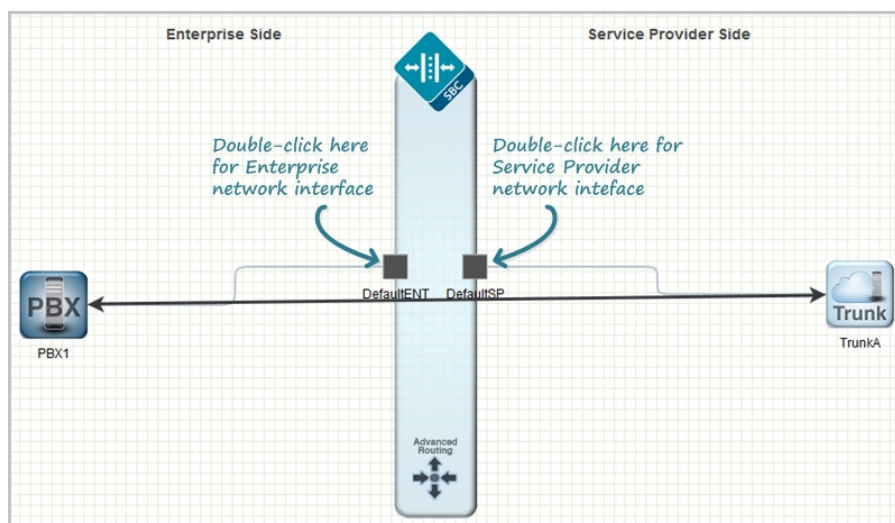 Enterprise Side
Service Provider Side
SBC
Double-click here
for Enterprise
network interface
Double-click here for
Service Provider
network inteface
DefaultENT
DefaultSP
PBX
PBX1
Trunk
TrunkA
Advanced
Routing